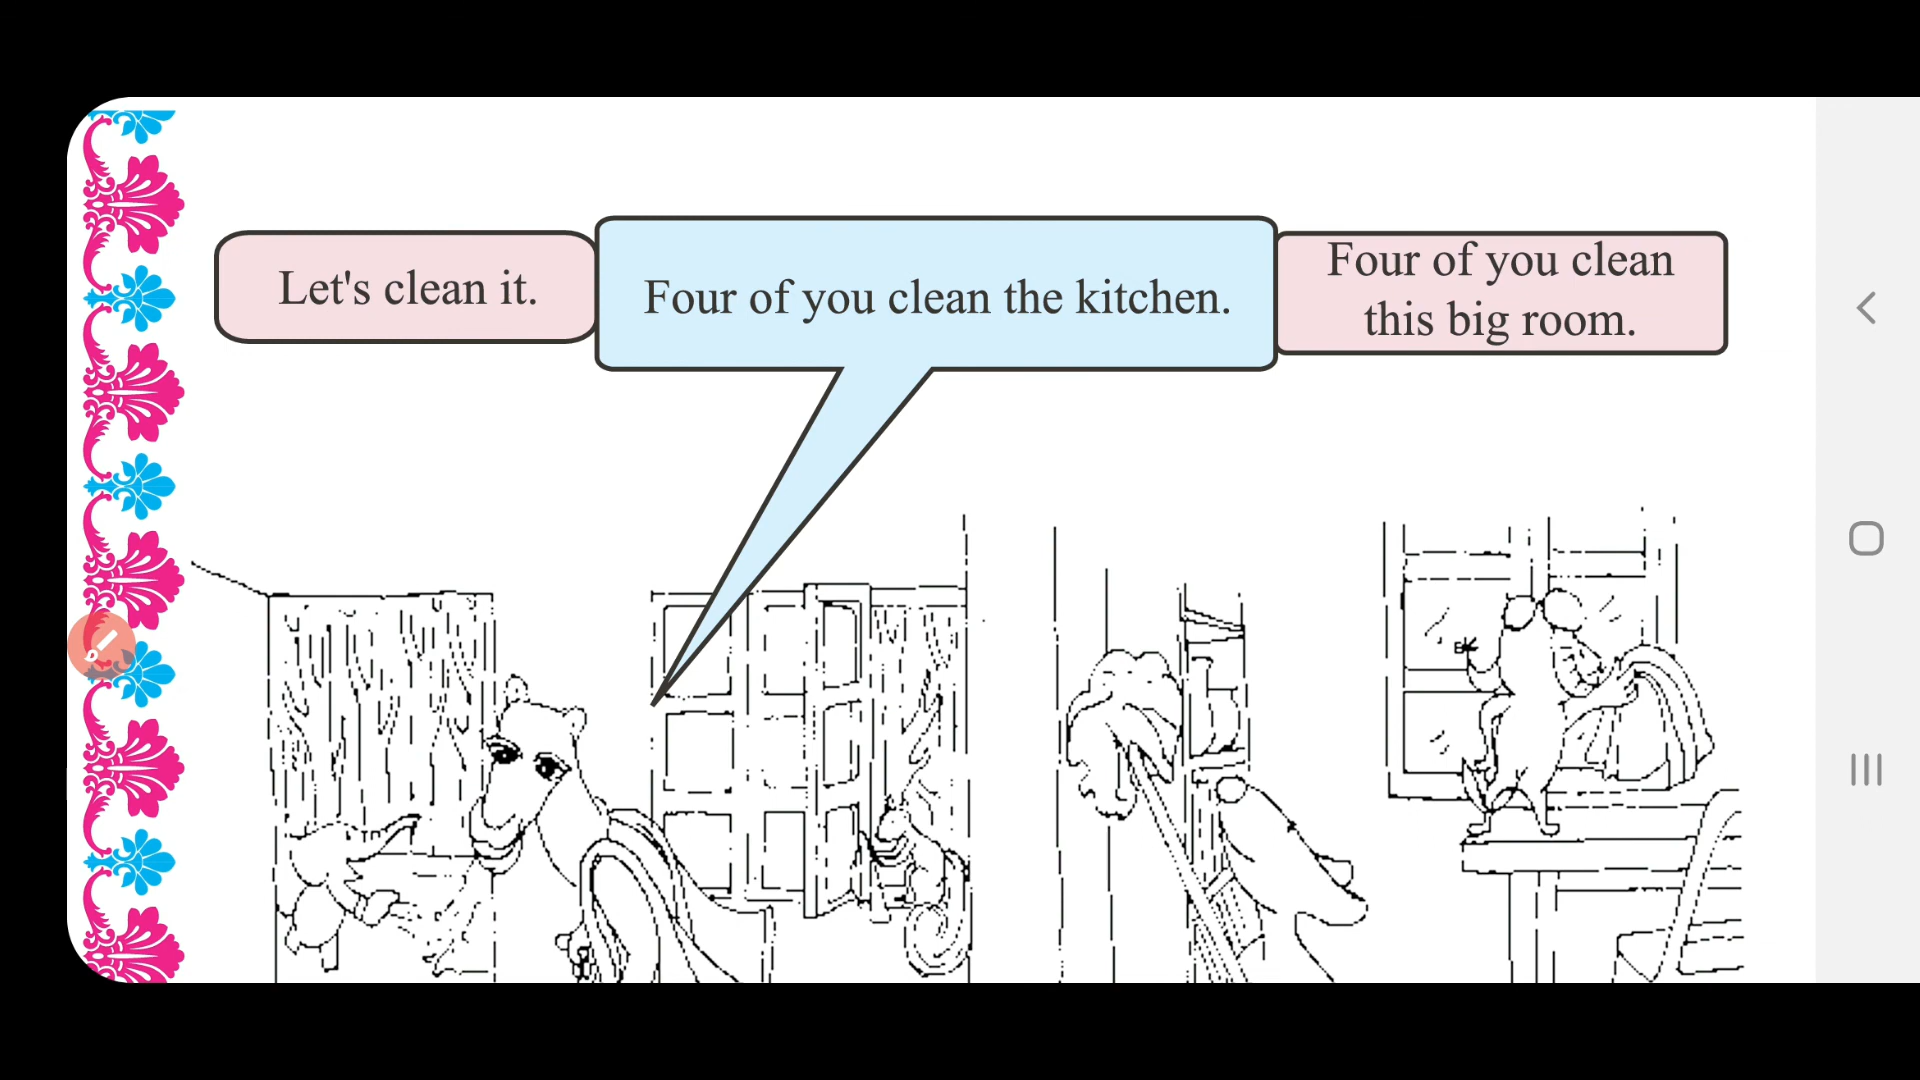 Let's clean it.
Four of you clean the kitchen.
Four of you clean
this big room.